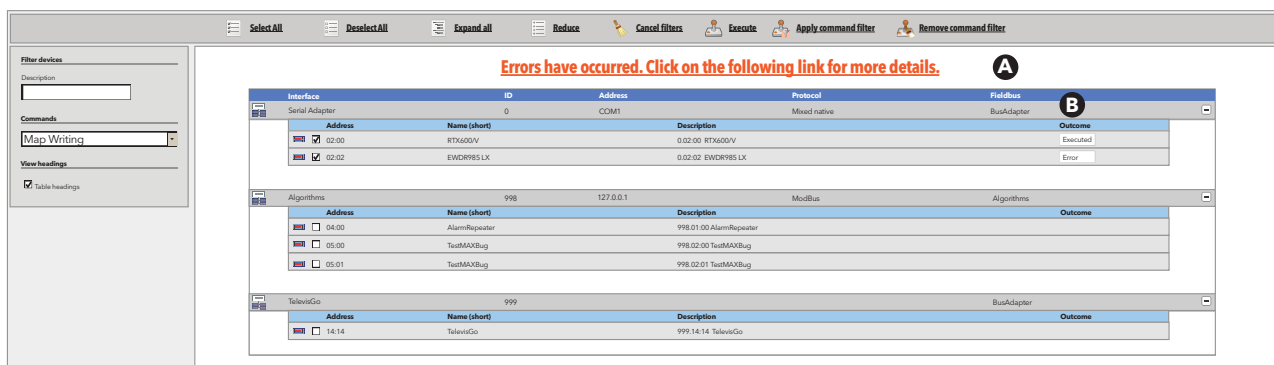 Select All Deselect All Expand all Reduce Cancel filters Execute Apply command filter Remove command filter
Filter devices
Description
Commands
Map Writing
View headings
Table headings
Errors have occurred. Click on the following link for more details. A
Interface ID Address Protocol Fieldbus B
Serial Adapter 0 COM1 Mixed native BusAdapter
Address Name (short) Description Outcome
02:00 RTX600/V 0.02:00 RTX600/V Executed
02:02 EWDR985 LX 0.02:02 EWDR985 LX Error
Algorithms 998 127.0.0.1 ModBus Algorithms
Address Name (short) Description Outcome
04:00 AlarmRepeater 998.01:00 AlarmRepeater
05:00 TestMAXBug 998.02:00 TestMAXBug
05:01 TestMAXBug 998.02:01 TestMAXBug
TelevisGo 999 BusAdapter
Address Name (short) Description Outcome
14:14 TelevisGo 999.14:14 TelevisGo